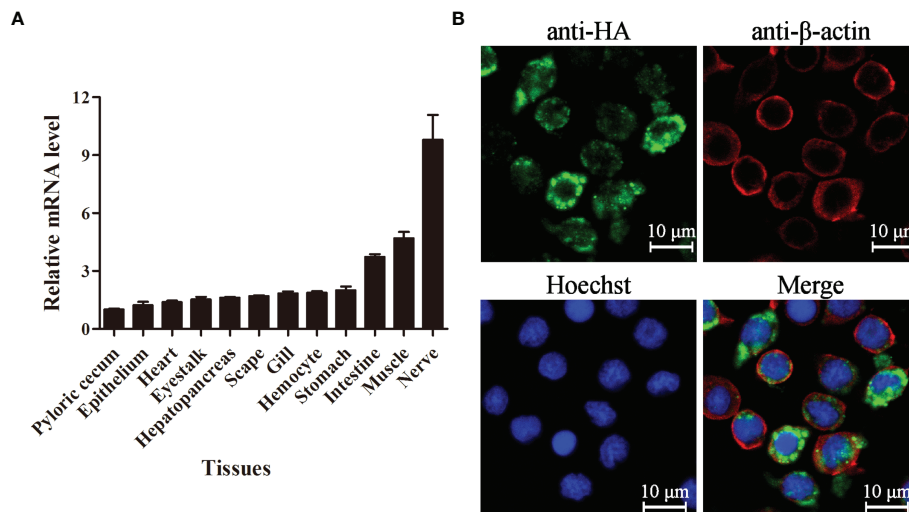 A
Relative mRNA level
12
9
6
3
0
Pyloric cecum
Epithelium
Heart
Eyestalk
Hepatopancreas
Scape
Gill
Hemocyte
Stomach
Intestine
Muscle
Nerve
Tissues
B
anti-HA
anti-β-actin
10 μm
10 μm
Hoechst
Merge
10 μm
10 μm